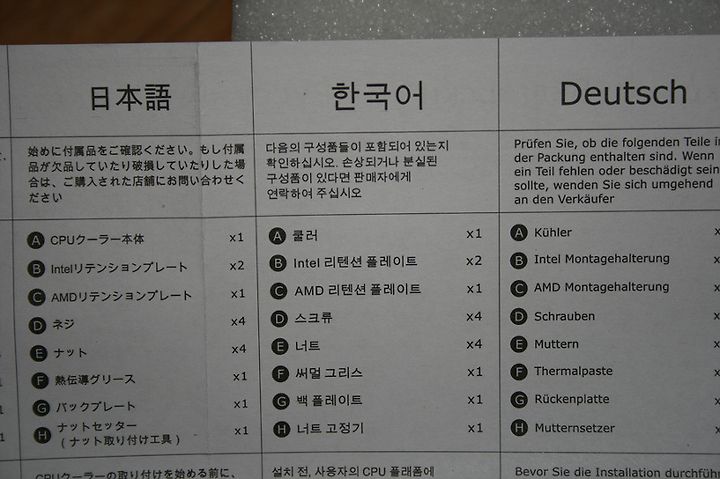 日本語
始めに付属品をご確認ください。もし付属
品が欠品していたり破損していたりした場
合は、ご購入された店舗にお問い合わせく
ださい
A CPUクーラー本体 x1
B Intelリテンションプレート x2
C AMDリテンションプレート x1
D ネジ x4
E ナット x4
F 熱伝導グリース x1
G バックプレート x1
H ナットセッター
(ナット取り付け工具) x1
CPUクーラーの取り付けを始める前に、
한국어
다음의 구성품들이 포함되어 있는지
확인하십시오. 손상되거나 분실된
구성품이 있다면 판매자에게
연락하여 주십시오
A 쿨러 x1
B Intel 리텐션 플레이트 x2
C AMD 리텐션 플레이트 x1
D 스크류 x4
E 너트 x4
F 써멀 그리스 x1
G 백 플레이트 x1
H 너트 고정기 x1
설치 전, 사용자의 CPU 플래폼에
Deutsch
Prüfen Sie, ob die folgenden Teile in
der Packung enthalten sind. Wenn
ein Teil fehlen oder beschädigt sein
sollte, wenden Sie sich umgehend
an den Verkäufer
A Kühler
B Intel Montagehalterung
C AMD Montagehalterung
D Schrauben
E Muttern
F Thermalpaste
G Rückenplatte
H Mutternsetzer
Bevor Sie die Installation